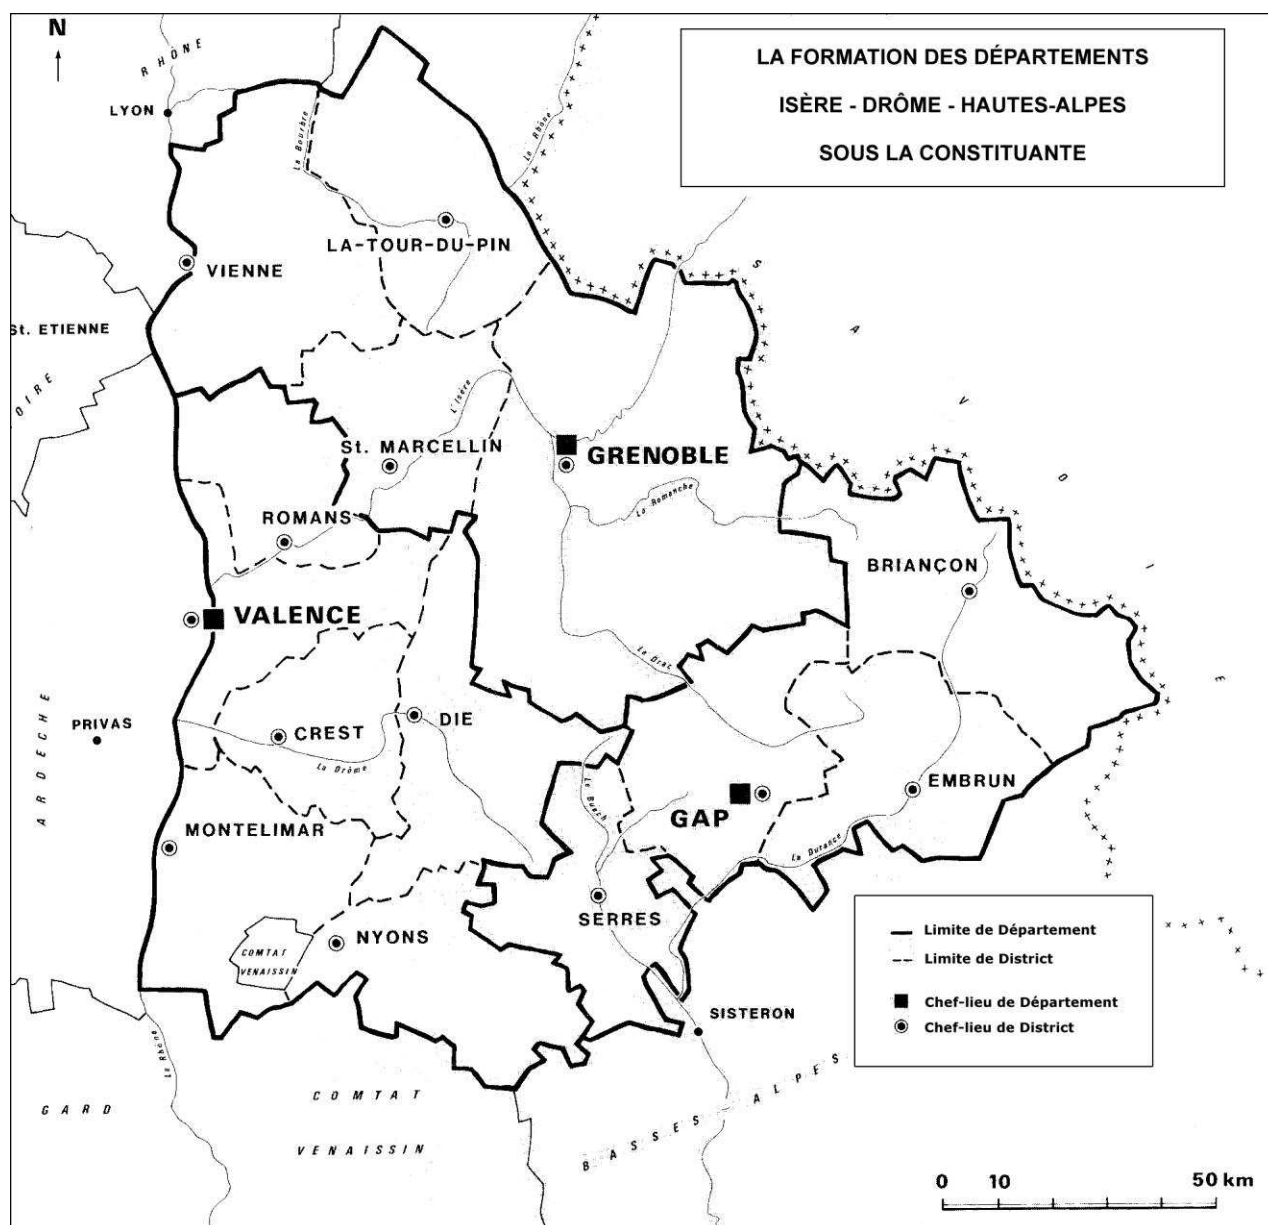 N
LA FORMATION DES DÉPARTEMENTS
ISÈRE - DRÔME - HAUTES-ALPES
SOUS LA CONSTITUANTE
RHÔNE
LYON
Le Bourbre
Le Rhône
LA-TOUR-DU-PIN
VIENNE
St. ETIENNE
OIRE
SAVOIE
L'Isère
St. MARCELLIN
GRENOBLE
La Romanche
ROMANS
BRIANÇON
VALENCE
Le Drac
ARDECHE
PRIVAS
CREST
DIE
La Drôme
Le Buech
EMBRUN
GAP
MONTELIMAR
La Durance
SERRES
NYONS
COMTAT
VENAISSIN
SISTERON
Limite de Département
Limite de District
Chef-lieu de Département
Chef-lieu de District
Le Rhône
GARD
COMTAT
VENAISSIN
BASSES ALPES
0 10 50 km